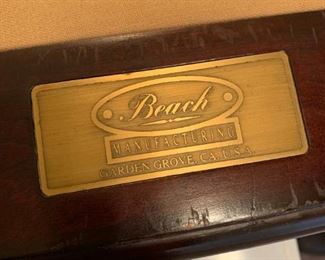 Beach
MANUFACTURING
GARDEN GROVE, CA. U.S.A.